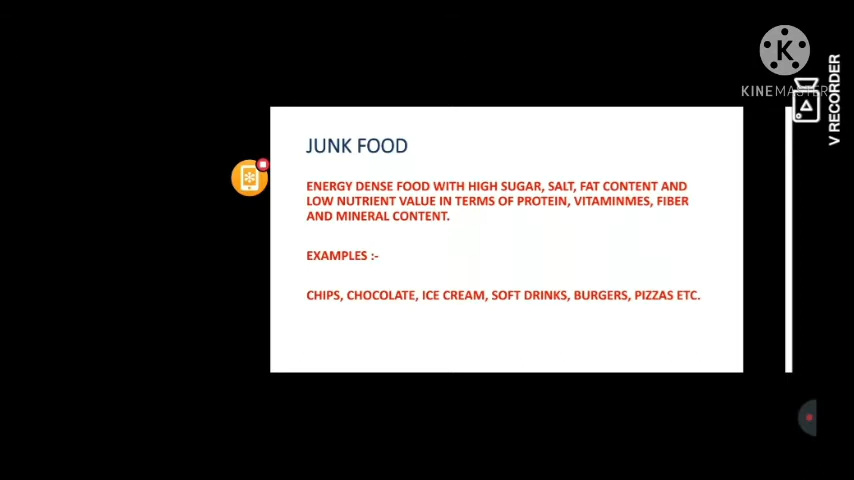 KINEMASTER
V RECORDER
JUNK FOOD
ENERGY DENSE FOOD WITH HIGH SUGAR, SALT, FAT CONTENT AND
LOW NUTRIENT VALUE IN TERMS OF PROTEIN, VITAMINMES, FIBER
AND MINERAL CONTENT.
EXAMPLES :-
CHIPS, CHOCOLATE, ICE CREAM, SOFT DRINKS, BURGERS, PIZZAS ETC.